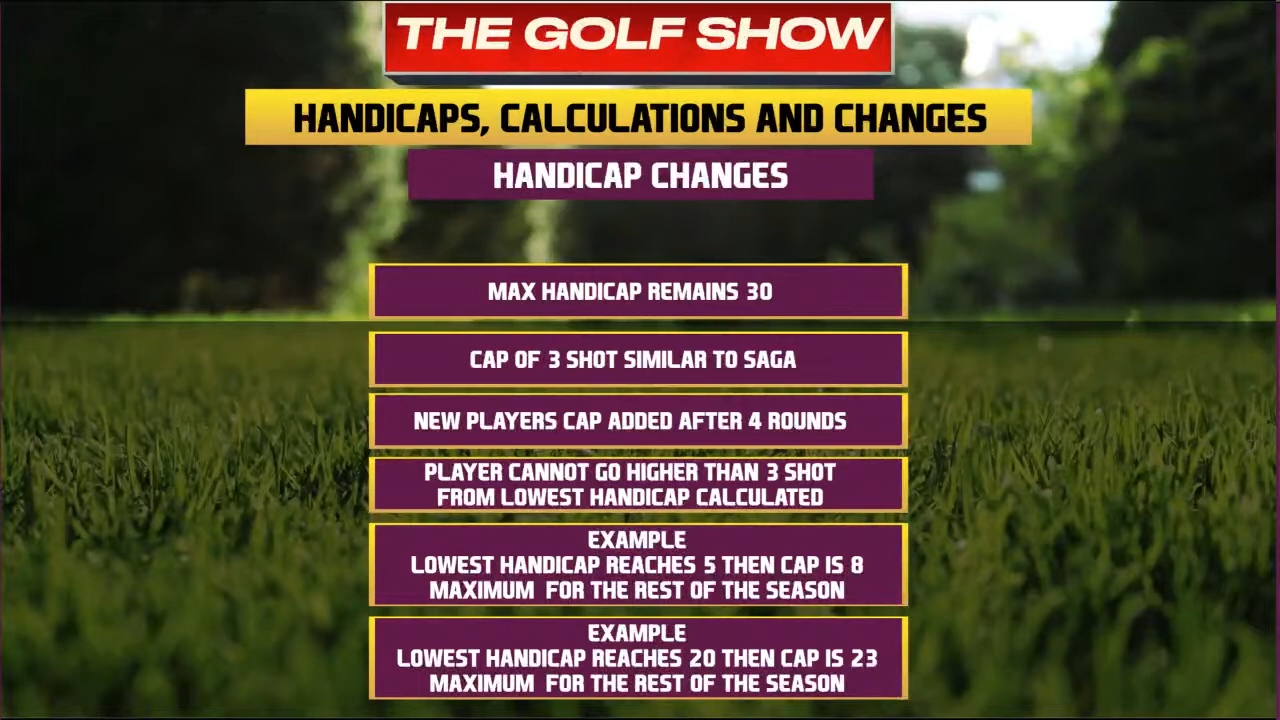 THE GOLF SHOW
HANDICAPS, CALCULATIONS AND CHANGES
HANDICAP CHANGES
MAX HANDICAP REMAINS 30
CAP OF 3 SHOT SIMILAR TO SAGA
NEW PLAYERS CAP ADDED AFTER 4 ROUNDS
PLAYER CANNOT GO HIGHER THAN 3 SHOT
FROM LOWEST HANDICAP CALCULATED
EXAMPLE
LOWEST HANDICAP REACHES 5 THEN CAP IS 8
MAXIMUM FOR THE REST OF THE SEASON
EXAMPLE
LOWEST HANDICAP REACHES 20 THEN CAP IS 23
MAXIMUM FOR THE REST OF THE SEASON